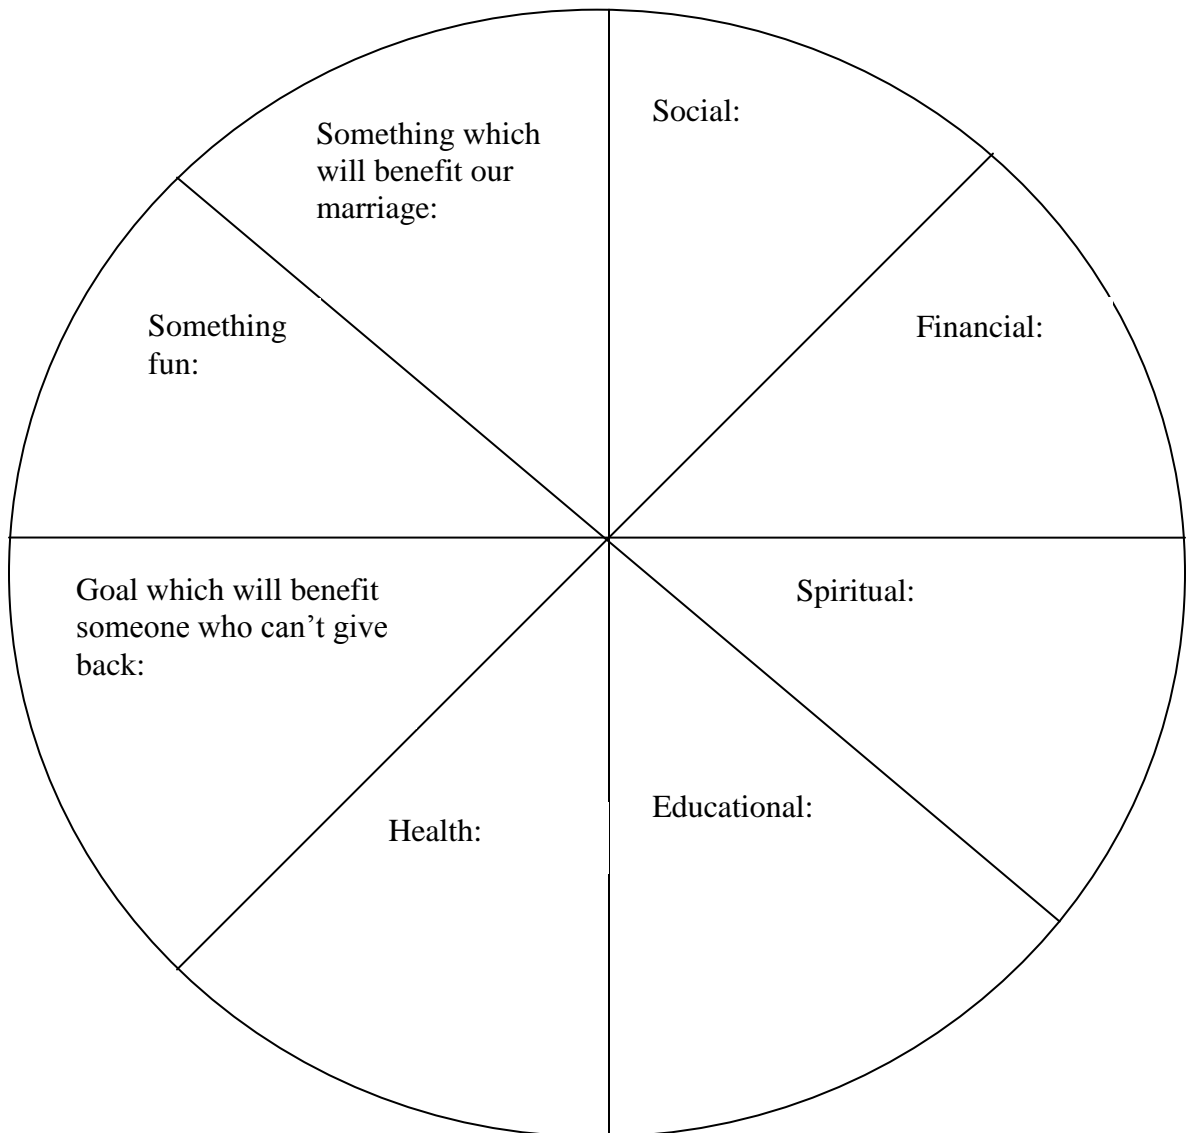 Social:
Something which
will benefit our
marriage:
Something
fun:
Financial:
Goal which will benefit
someone who can’t give
back:
Spiritual:
Educational:
Health: